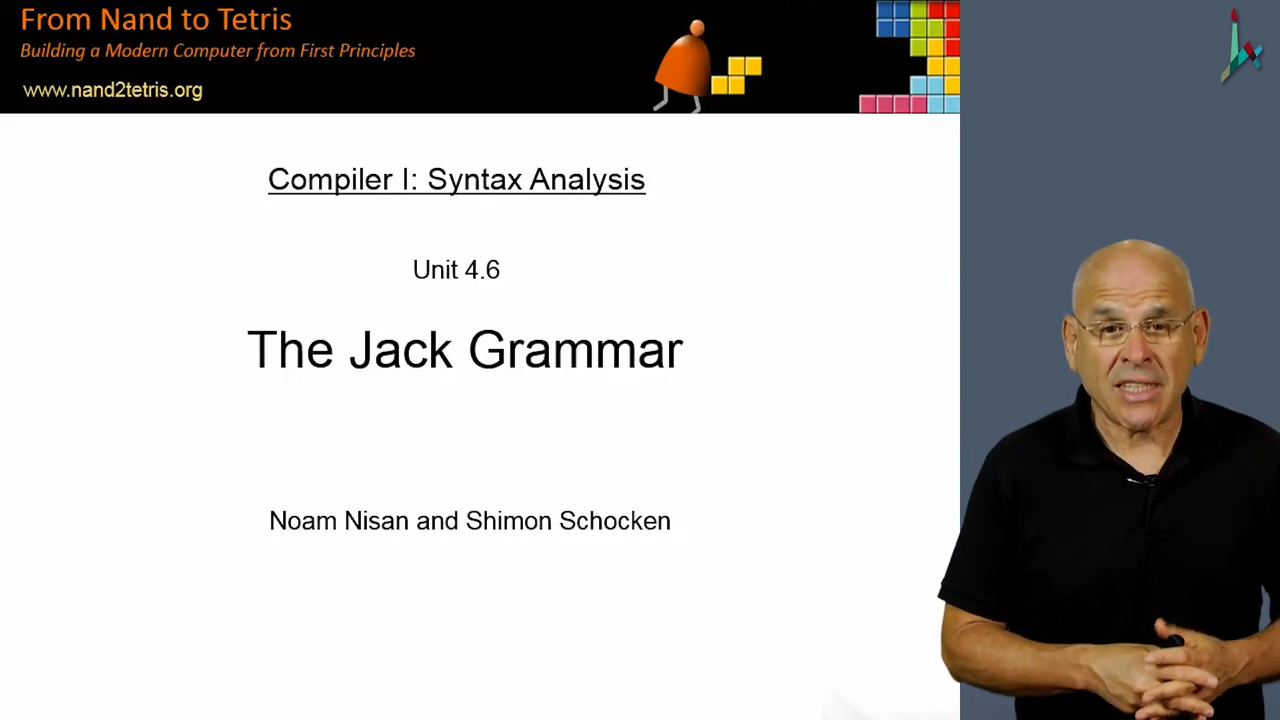 From Nand to Tetris
Building a Modern Computer from First Principles
www.nand2tetris.org
Compiler I: Syntax Analysis
Unit 4.6
The Jack Grammar
Noam Nisan and Shimon Schocken